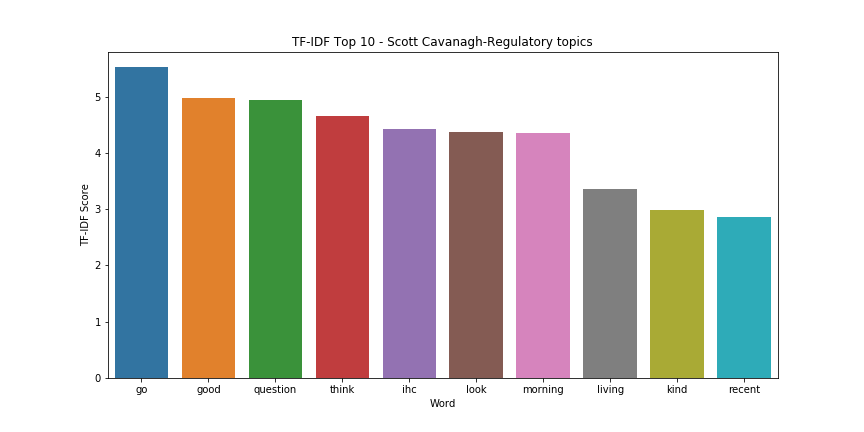 TF-IDF Top 10 - Scott Cavanagh-Regulatory topics
TF-IDF Score
5
4
3
2
1
0
go good question think ihc look morning living kind recent
Word